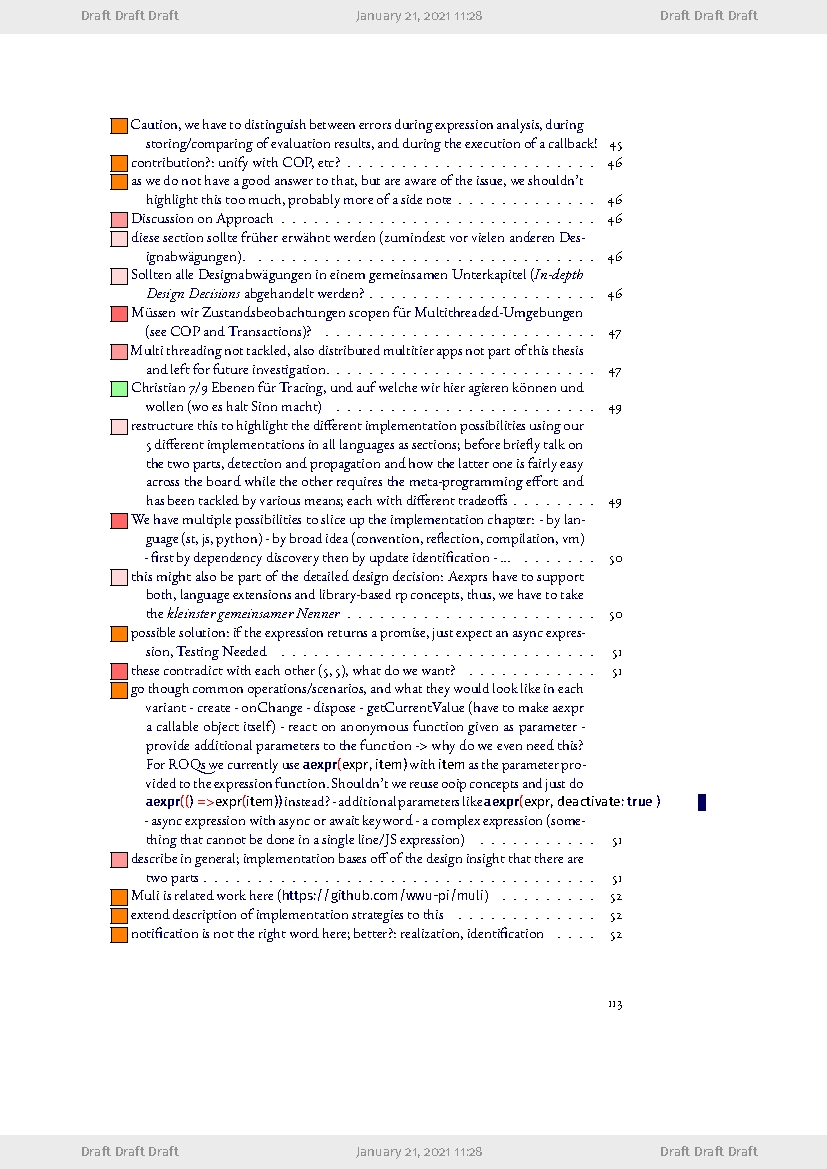 Draft Draft Draft January 21, 2021 11:28 Draft Draft Draft
Caution, we have to distinguish between errors during expression analysis, during
storing/comparing of evaluation results, and during the execution of a callback! 45
contribution?: unify with COP, etc? . . . . . . . . . . . . . . . . . . . . . . . . 46
as we do not have a good answer to that, but are aware of the issue, we shouldn't
highlight this too much, probably more of a side note . . . . . . . . . . . . . 46
Discussion on Approach . . . . . . . . . . . . . . . . . . . . . . . . . . . . . . 46
diese section sollte früher erwähnt werden (zumindest vor vielen anderen Des-
ignabwägungen). . . . . . . . . . . . . . . . . . . . . . . . . . . . . . . . . 46
Sollten alle Designabwägungen in einem gemeinsamen Unterkapitel (In-depth
Design Decisions abgehandelt werden? . . . . . . . . . . . . . . . . . . . . . . 46
Müssen wir Zustandsbeobachtungen scopen für Multithreaded-Umgebungen
(see COP and Transactions)? . . . . . . . . . . . . . . . . . . . . . . . . . . 47
Multi threading not tackled, also distributed multitier apps not part of this thesis
and left for future investigation. . . . . . . . . . . . . . . . . . . . . . . . . . 47
Christian 7/9 Ebenen für Tracing, und auf welche wir hier agieren können und
wollen (wo es halt Sinn macht) . . . . . . . . . . . . . . . . . . . . . . . . . 49
restructure this to highlight the different implementation possibilities using our
5 different implementations in all languages as sections; before briefly talk on
the two parts, detection and propagation and how the latter one is fairly easy
across the board while the other requires the meta-programming effort and
has been tackled by various means; each with different tradeoffs . . . . . . . . 49
We have multiple possibilities to slice up the implementation chapter: - by lan-
guage (st, js, python) - by broad idea (convention, reflection, compilation, vm)
- first by dependency discovery then by update identification - ... . . . . . . . . 50
this might also be part of the detailed design decision: Aexprs have to support
both, language extensions and library-based rp concepts, thus, we have to take
the kleinster gemeinsamer Nenner . . . . . . . . . . . . . . . . . . . . . . . . 50
possible solution: if the expression returns a promise, just expect an async expres-
sion, Testing Needed . . . . . . . . . . . . . . . . . . . . . . . . . . . . . . 51
these contradict with each other (5, 5), what do we want? . . . . . . . . . . . . 51
go though common operations/scenarios, and what they would look like in each
variant - create - onChange - dispose - getCurrentValue (have to make aexpr
a callable object itself) - react on anonymous function given as parameter -
provide additional parameters to the function -> why do we even need this?
For ROQs we currently use aexpr(expr, item) with item as the parameter pro-
vided to the expression function. Shouldn't we reuse ooip concepts and just do
aexpr(() =>expr(item)) instead? - additional parameters like aexpr(expr, deactivate: true )
- async expression with async or await keyword - a complex expression (some-
thing that cannot be done in a single line/JS expression) . . . . . . . . . . . 51
describe in general; implementation bases off of the design insight that there are
two parts . . . . . . . . . . . . . . . . . . . . . . . . . . . . . . . . . . . . . 51
Muli is related work here (https://github.com/wwu-pi/muli) . . . . . . . . . 52
extend description of implementation strategies to this . . . . . . . . . . . . . 52
notification is not the right word here; better?: realization, identification . . . . 52
113
Draft Draft Draft January 21, 2021 11:28 Draft Draft Draft